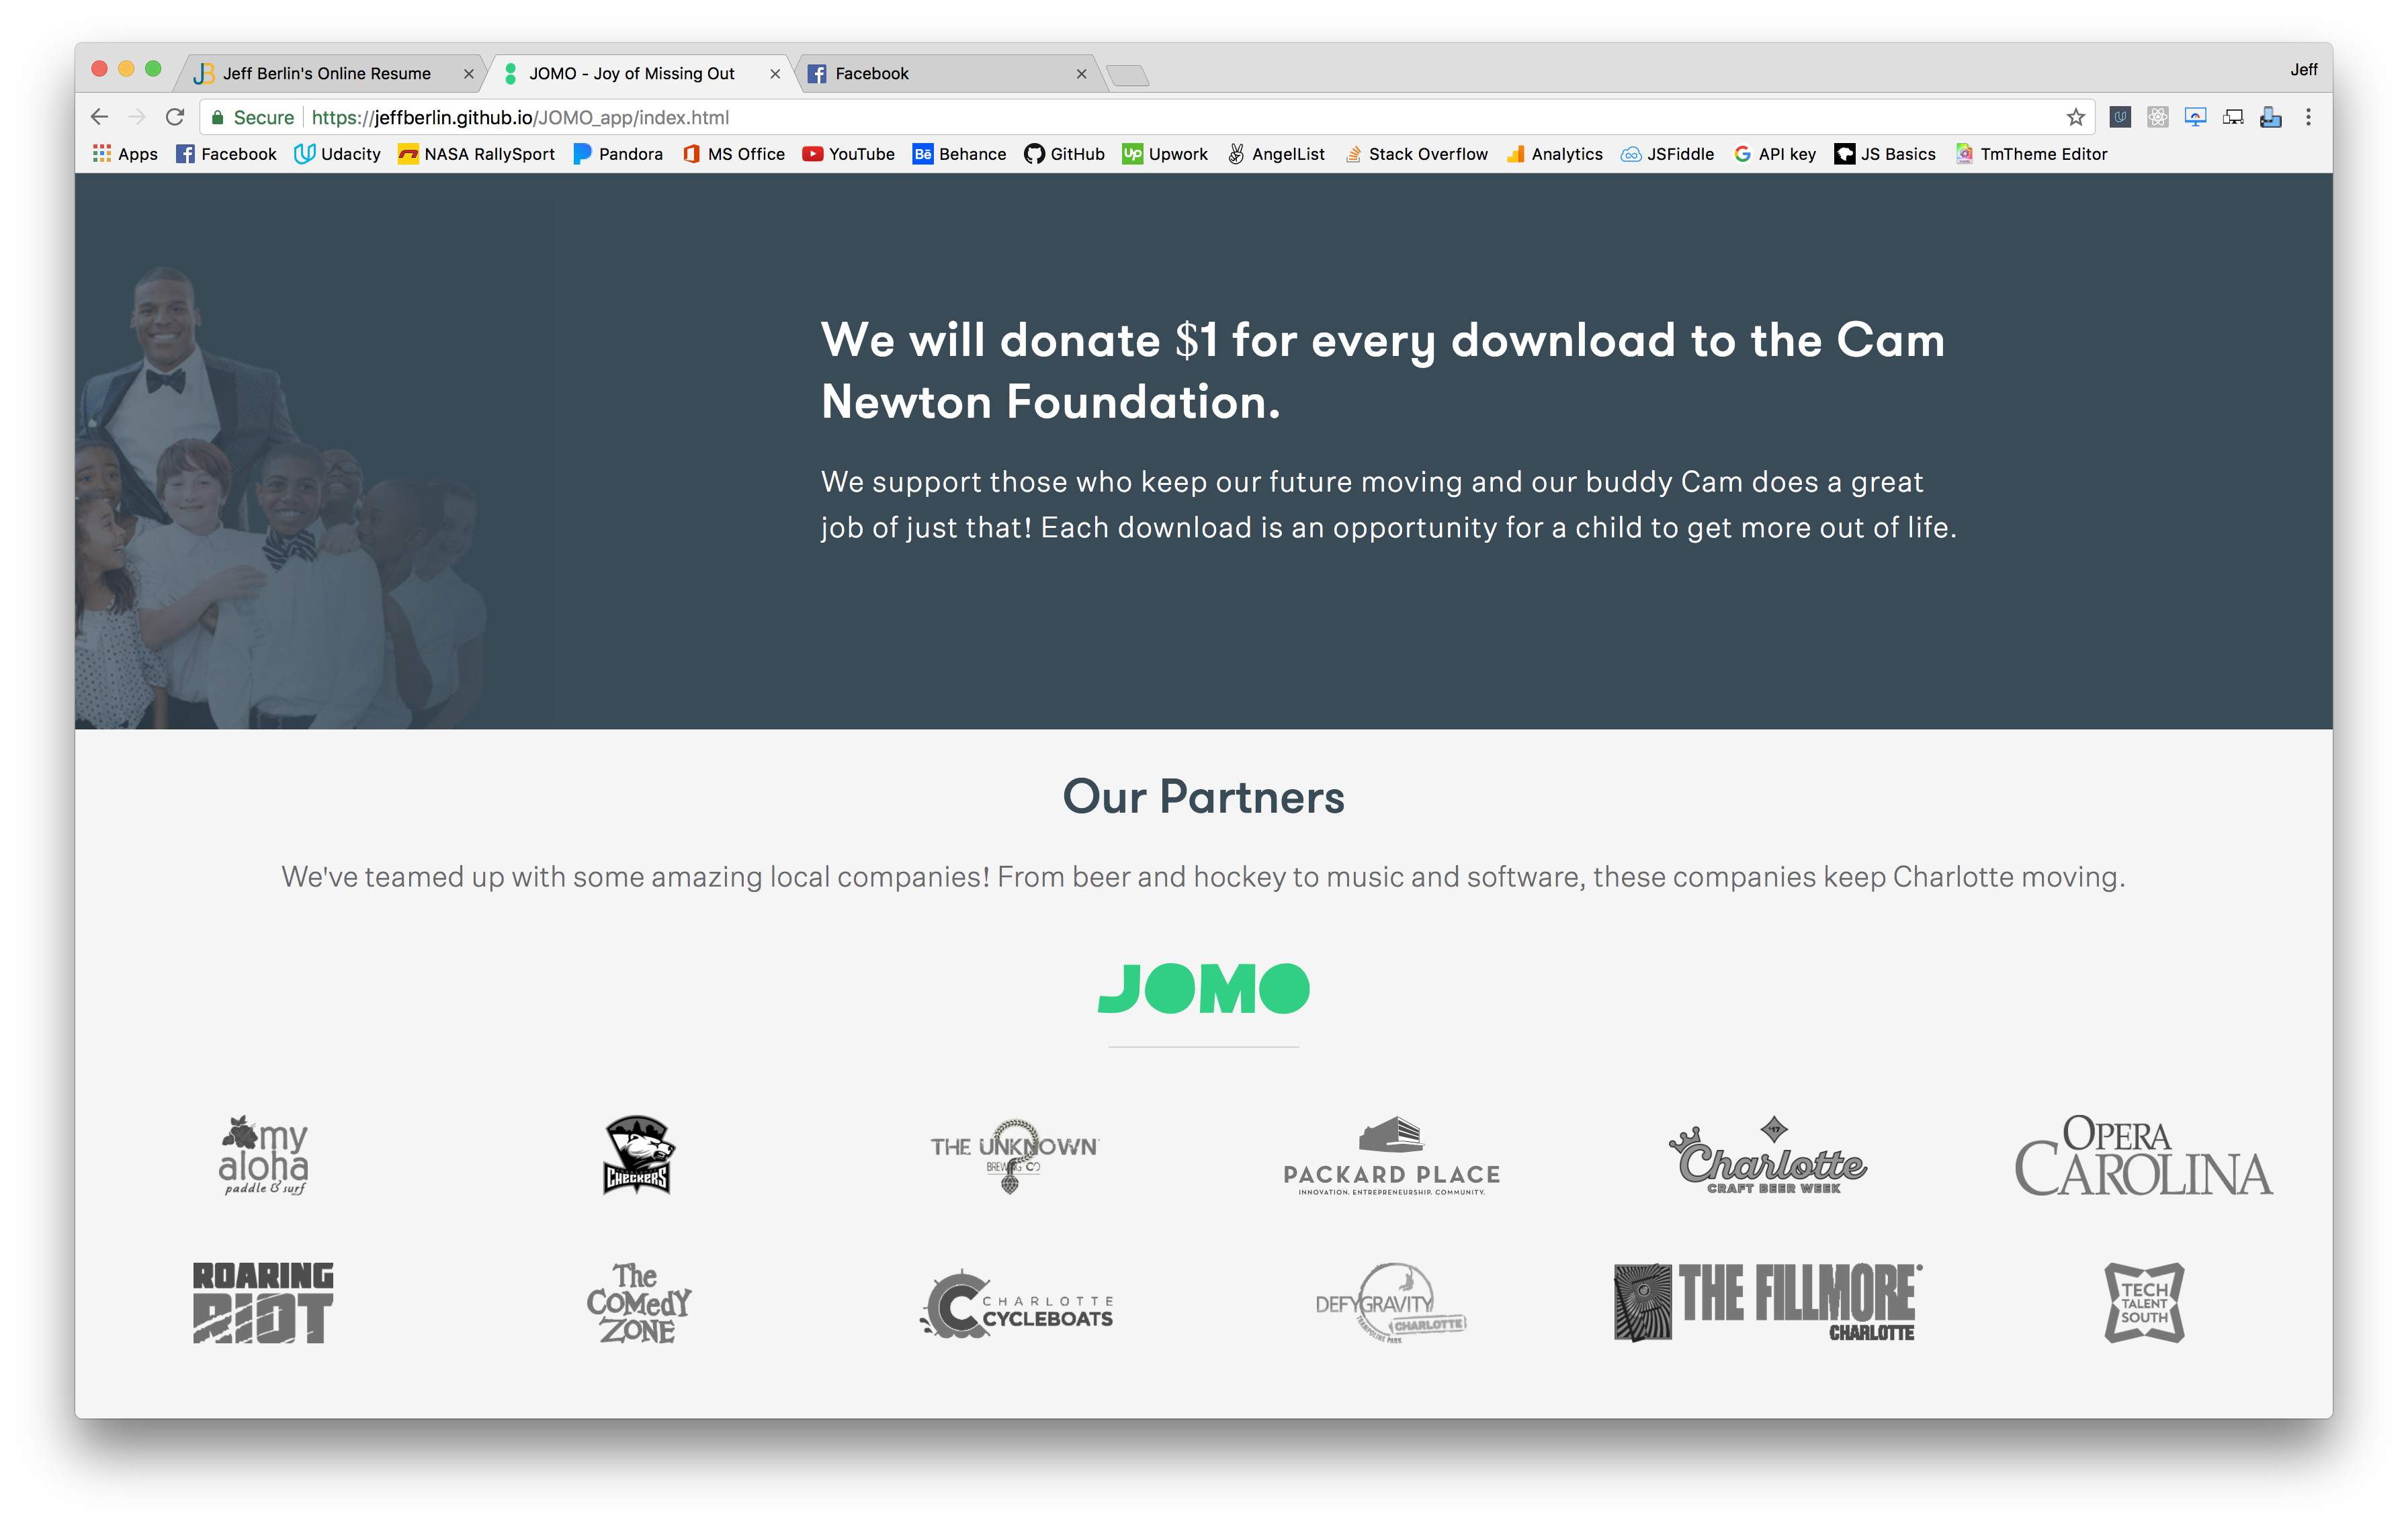 Jeff Berlin's Online Resume
JOMO - Joy of Missing Out
Facebook
Jeff
Secure https://jeffberlin.github.io/JOMO_app/index.html
Apps Facebook Udacity NASA RallySport Pandora MS Office YouTube Bē Behance GitHub Up Upwork AngelList Stack Overflow Analytics JSFiddle API key JS Basics TmTheme Editor
We will donate $1 for every download to the Cam
Newton Foundation.
We support those who keep our future moving and our buddy Cam does a great
job of just that! Each download is an opportunity for a child to get more out of life.
Our Partners
We've teamed up with some amazing local companies! From beer and hockey to music and software, these companies keep Charlotte moving.
JOMO
my
aloha
paddle & surf
CHECKERS
THE UNKNOWN
BREWING CO
PACKARD PLACE
INNOVATION. ENTREPRENEURSHIP. COMMUNITY.
'17
Charlotte
CRAFT BEER WEEK
OPERA
CAROLINA
ROARING
RIOT
The
COMEDY
ZONE
CHARLOTTE
CYCLEBOATS
DEFYGRAVITY
CHARLOTTE
TRAMPOLINE PARK
THE FILLMORE
CHARLOTTE
TECH
TALENT
SOUTH